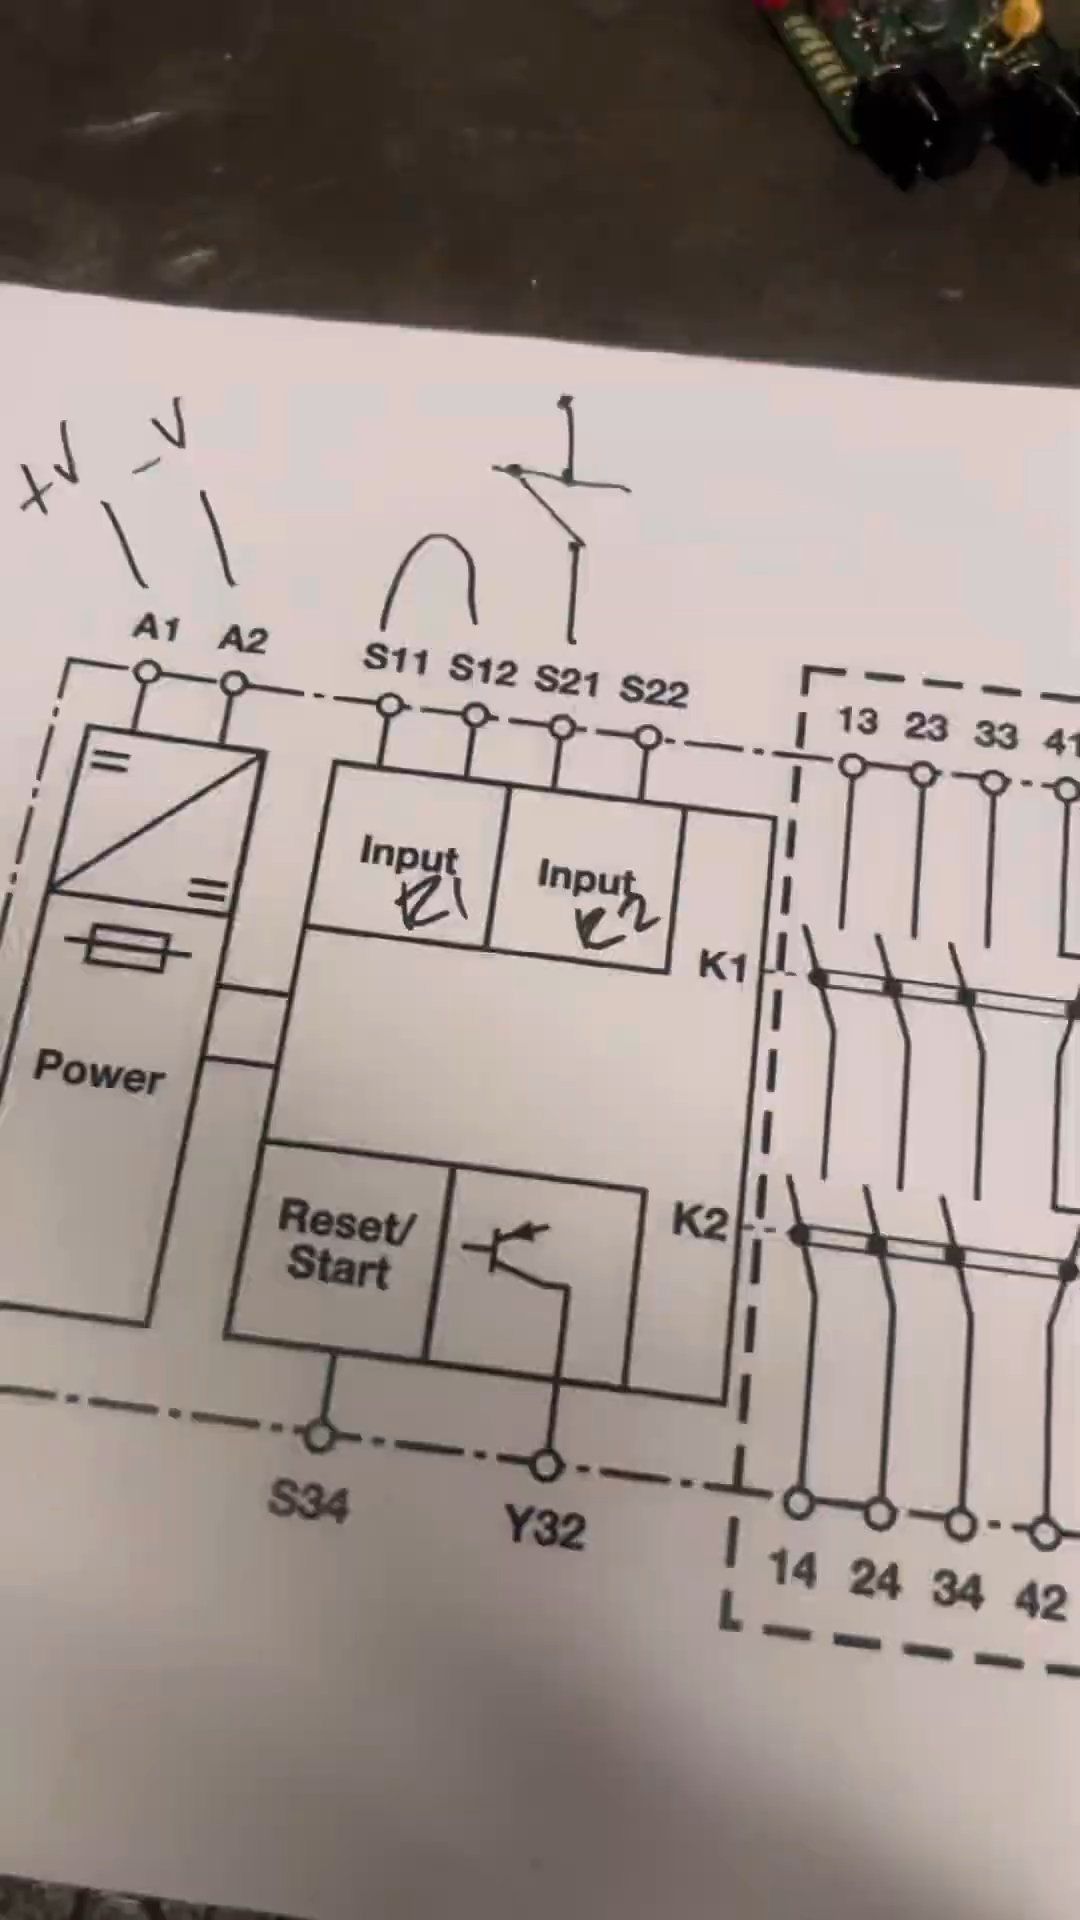 +V -V
A1 A2
S11 S12 S21 S22
13 23 33 41
Input Input
K1 K2
K1
Power
Reset/
Start
K2
S34
Y32
14 24 34 42